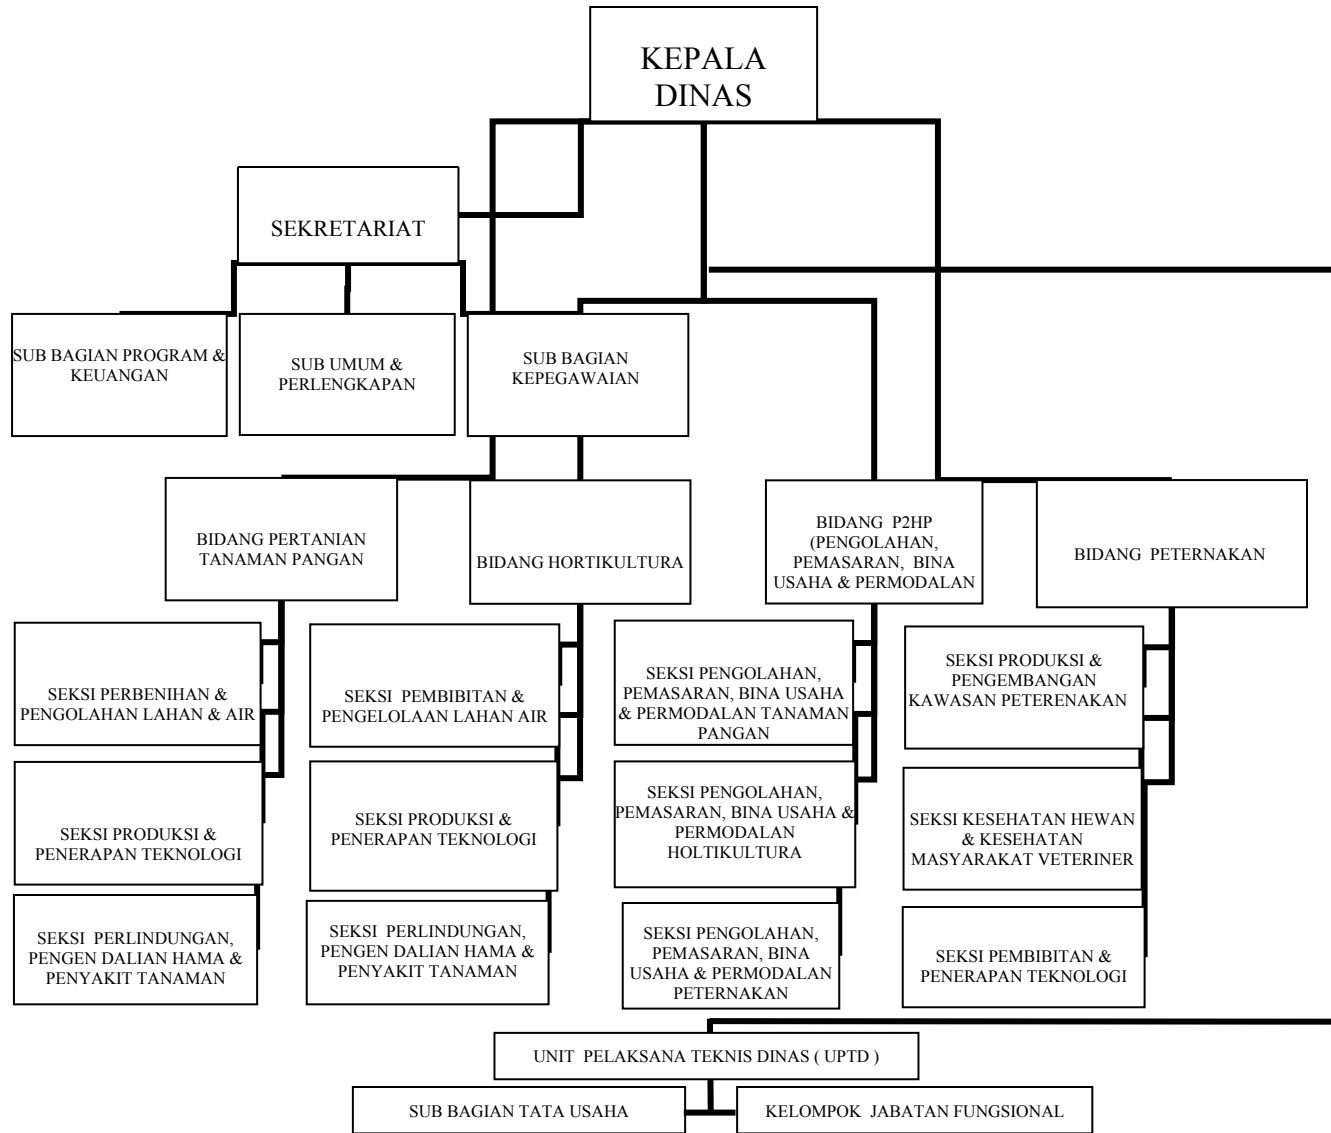 KEPALA
DINAS
SEKRETARIAT
SUB BAGIAN PROGRAM &
KEUANGAN
SUB UMUM &
PERLENGKAPAN
SUB BAGIAN
KEPEGAWAIAN
BIDANG PERTANIAN
TANAMAN PANGAN
BIDANG HORTIKULTURA
BIDANG P2HP
(PENGOLAHAN,
PEMASARAN, BINA
USAHA & PERMODALAN
BIDANG PETERNAKAN
SEKSI PERBENIHAN &
PENGOLAHAN LAHAN & AIR
SEKSI PEMBIBITAN &
PENGELOLAAN LAHAN AIR
SEKSI PENGOLAHAN,
PEMASARAN, BINA USAHA
& PERMODALAN TANAMAN
PANGAN
SEKSI PRODUKSI &
PENGEMBANGAN
KAWASAN PETERENAKAN
SEKSI PRODUKSI &
PENERAPAN TEKNOLOGI
SEKSI PRODUKSI &
PENERAPAN TEKNOLOGI
SEKSI PENGOLAHAN,
PEMASARAN, BINA USAHA &
PERMODALAN
HOLTIKULTURA
SEKSI KESEHATAN HEWAN
& KESEHATAN
MASYARAKAT VETERINER
SEKSI PERLINDUNGAN,
PENGEN DALIAN HAMA &
PENYAKIT TANAMAN
SEKSI PERLINDUNGAN,
PENGEN DALIAN HAMA &
PENYAKIT TANAMAN
SEKSI PENGOLAHAN,
PEMASARAN, BINA
USAHA & PERMODALAN
PETERNAKAN
SEKSI PEMBIBITAN &
PENERAPAN TEKNOLOGI
UNIT PELAKSANA TEKNIS DINAS ( UPTD )
SUB BAGIAN TATA USAHA
KELOMPOK JABATAN FUNGSIONAL